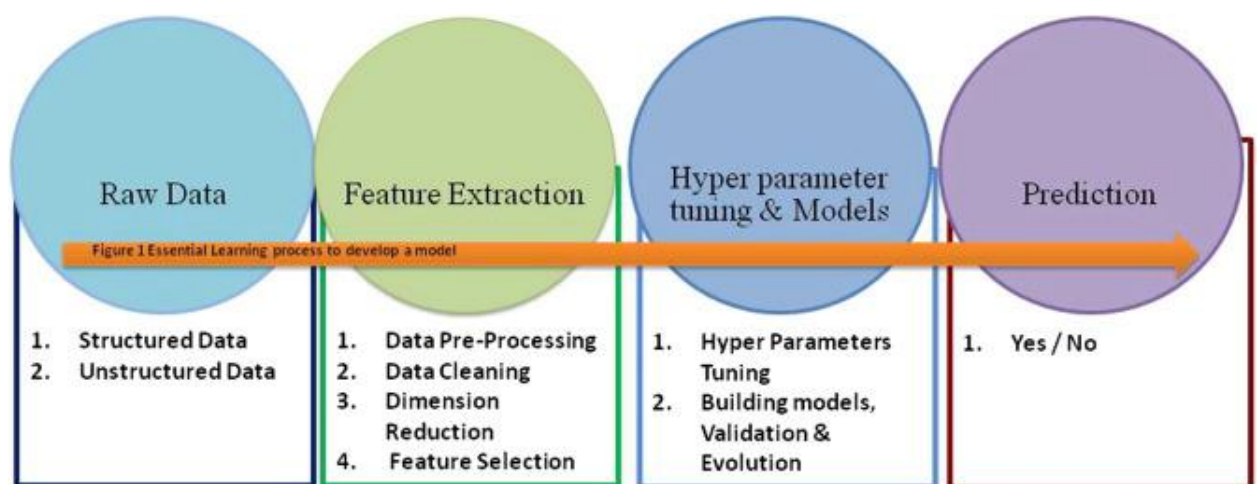 Raw Data
Feature Extraction
Hyper parameter
tuning & Models
Prediction
Figure 1 Essential Learning process to develop a model
1. Structured Data
2. Unstructured Data
1. Data Pre-Processing
2. Data Cleaning
3. Dimension
Reduction
4. Feature Selection
1. Hyper Parameters
Tuning
2. Building models,
Validation &
Evolution
1. Yes / No